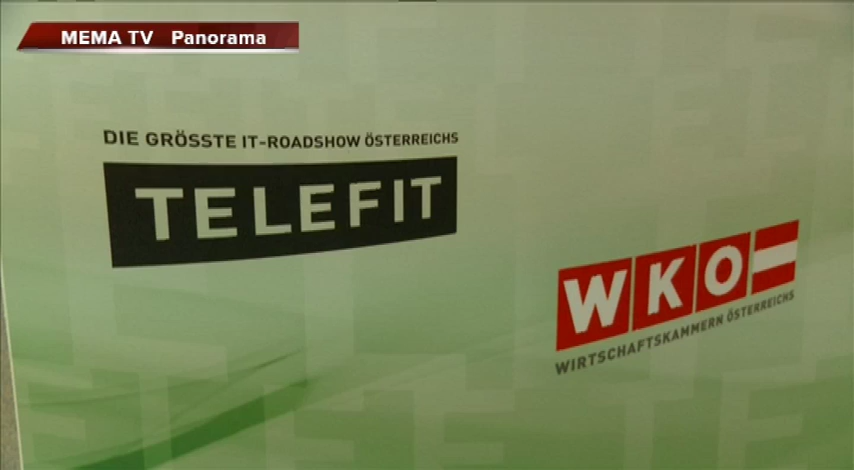 MEMA TV Panorama
DIE GRÖSSTE IT-ROADSHOW ÖSTERREICHS
TELEFIT
WKO
WIRTSCHAFTSKAMMERN ÖSTERREICHS